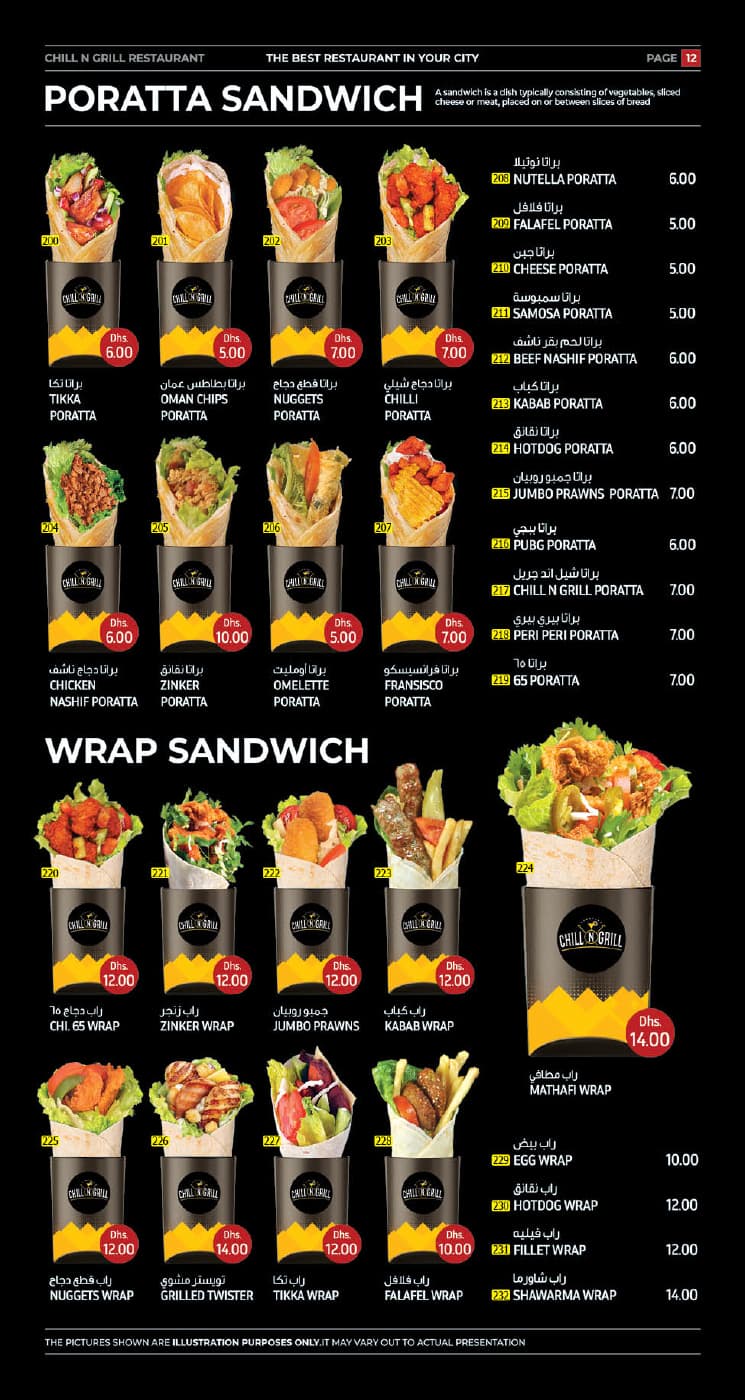 CHILL N GRILL RESTAURANT
THE BEST RESTAURANT IN YOUR CITY
PAGE 12
PORATTA SANDWICH
A sandwich is a dish typically consisting of vegetables, sliced
cheese or meat, placed on or between slices of bread
200
CHILL N GRILL
Dhs.
6.00
براتا تكا
TIKKA
PORATTA
201
CHILL N GRILL
Dhs.
5.00
براتا بطاطس عمان
OMAN CHIPS
PORATTA
202
CHILL N GRILL
Dhs.
7.00
براتا قطع دجاج
NUGGETS
PORATTA
203
CHILL N GRILL
Dhs.
7.00
براتا دجاج شيلي
CHILLI
PORATTA
204
CHILL N GRILL
Dhs.
6.00
براتا دجاج ناشف
CHICKEN
NASHIF PORATTA
205
CHILL N GRILL
Dhs.
10.00
براتا نقانق
ZINKER
PORATTA
206
CHILL N GRILL
Dhs.
5.00
براتا أومليت
OMELETTE
PORATTA
207
CHILL N GRILL
Dhs.
7.00
براتا فرانسيسكو
FRANSISCO
PORATTA
براتا نوتيلا
208 NUTELLA PORATTA 6.00
براتا فلافل
209 FALAFEL PORATTA 5.00
براتا جبن
210 CHEESE PORATTA 5.00
براتا سمبوسة
211 SAMOSA PORATTA 5.00
براتا لحم بقر ناشف
212 BEEF NASHIF PORATTA 6.00
براتا كباب
213 KABAB PORATTA 6.00
براتا نقانق
214 HOTDOG PORATTA 6.00
براتا جمبو روبيان
215 JUMBO PRAWNS PORATTA 7.00
براتا ببجي
216 PUBG PORATTA 6.00
براتا شيل اند جريل
217 CHILL N GRILL PORATTA 7.00
براتا بيري بيري
218 PERI PERI PORATTA 7.00
براتا ٦٥
219 65 PORATTA 7.00
WRAP SANDWICH
220
CHILL N GRILL
Dhs.
12.00
راب دجاج ٦٥
CHI. 65 WRAP
221
CHILL N GRILL
Dhs.
12.00
راب زنجر
ZINKER WRAP
222
CHILL N GRILL
Dhs.
12.00
جمبو روبيان
JUMBO PRAWNS
223
CHILL N GRILL
Dhs.
12.00
راب كباب
KABAB WRAP
224
CHILL N GRILL
Dhs.
14.00
راب مطافي
MATHAFI WRAP
225
CHILL N GRILL
Dhs.
12.00
راب قطع دجاج
NUGGETS WRAP
226
CHILL N GRILL
Dhs.
14.00
تويستر مشوي
GRILLED TWISTER
227
CHILL N GRILL
Dhs.
12.00
راب تكا
TIKKA WRAP
228
CHILL N GRILL
Dhs.
10.00
راب فلافل
FALAFEL WRAP
راب بيض
229 EGG WRAP 10.00
راب نقانق
230 HOTDOG WRAP 12.00
راب فيليه
231 FILLET WRAP 12.00
راب شاورما
232 SHAWARMA WRAP 14.00
THE PICTURES SHOWN ARE ILLUSTRATION PURPOSES ONLY.IT MAY VARY OUT TO ACTUAL PRESENTATION